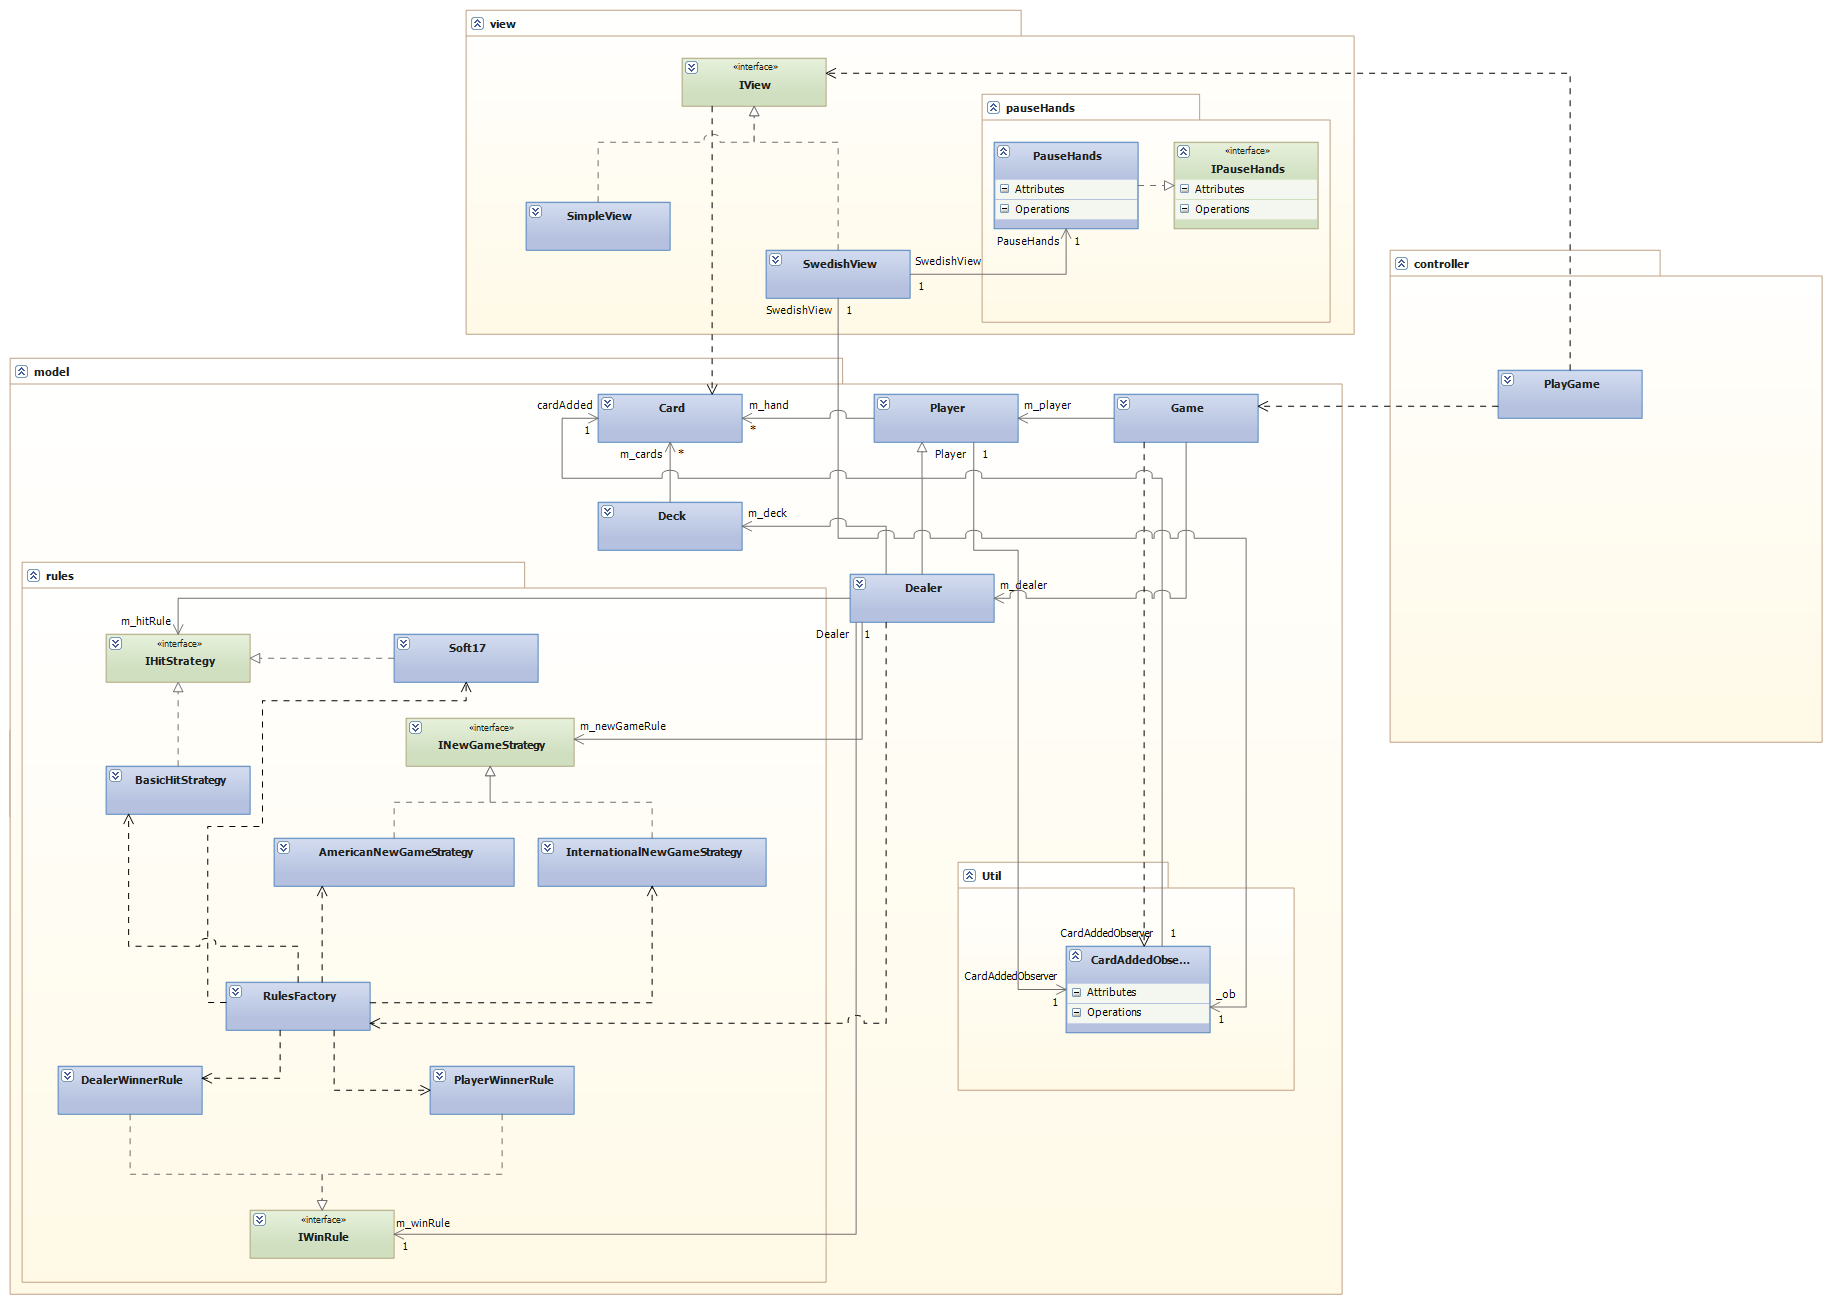 view
«interface»
IView
pauseHands
PauseHands
Attributes
Operations
«interface»
IPauseHands
Attributes
Operations
SimpleView
SwedishView
PauseHands 1
SwedishView
1
SwedishView 1
controller
PlayGame
model
cardAdded
1
Card
m_hand
*
Player
m_player
Game
m_cards *
Player 1
Deck
m_deck
rules
Dealer
m_dealer
Dealer 1
m_hitRule
«interface»
IHitStrategy
Soft17
«interface»
INewGameStrategy
m_newGameRule
BasicHitStrategy
AmericanNewGameStrategy
InternationalNewGameStrategy
Util
CardAddedObserver 1
CardAddedObse...
Attributes
Operations
CardAddedObserver
1
_ob
1
RulesFactory
DealerWinnerRule
PlayerWinnerRule
«interface»
IWinRule
m_winRule
1